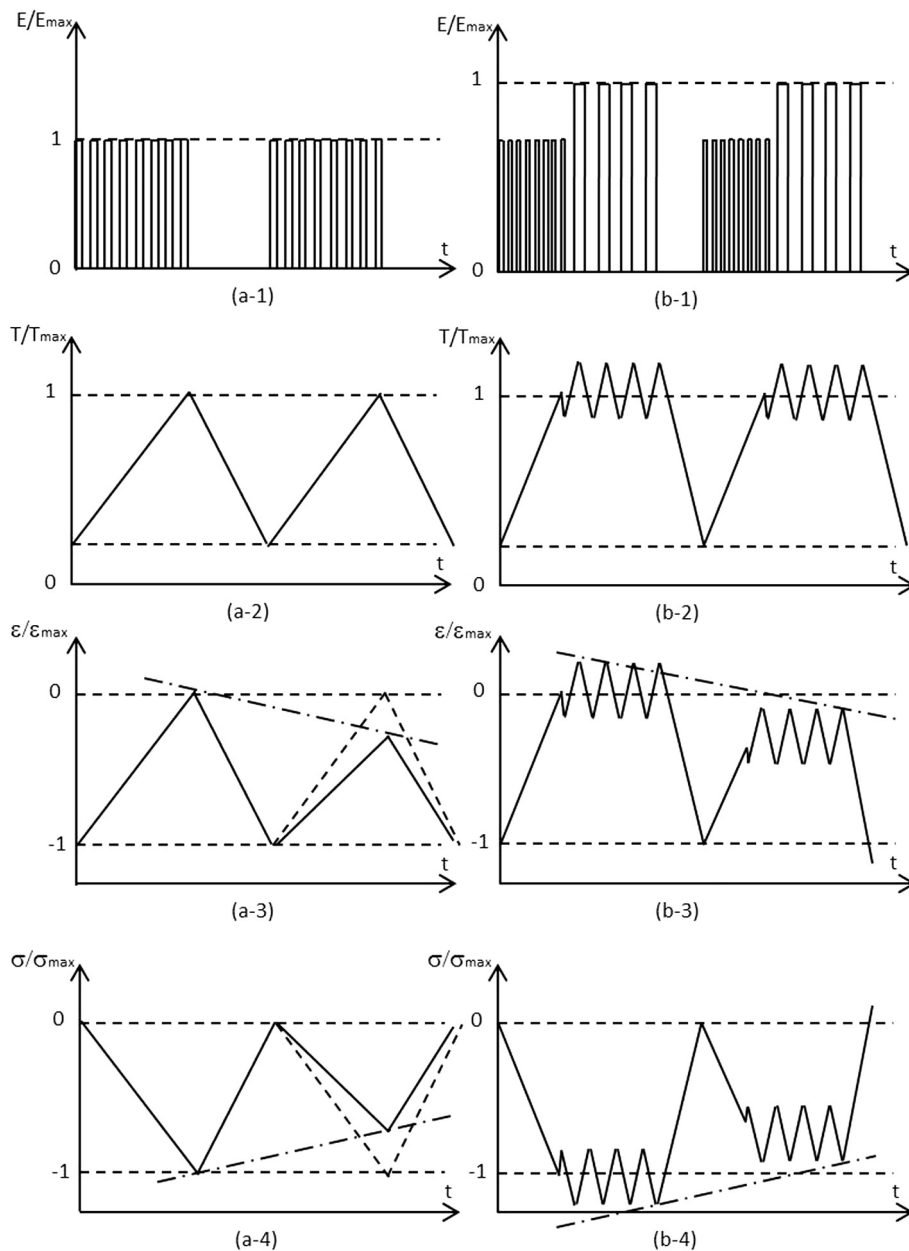 E/Emax
1
0
t
(a-1)
E/Emax
1
0
t
(b-1)
T/Tmax
1
0
t
(a-2)
T/Tmax
1
0
t
(b-2)
ε/εmax
0
-1
t
(a-3)
ε/εmax
0
-1
t
(b-3)
σ/σmax
0
-1
t
(a-4)
σ/σmax
0
-1
t
(b-4)